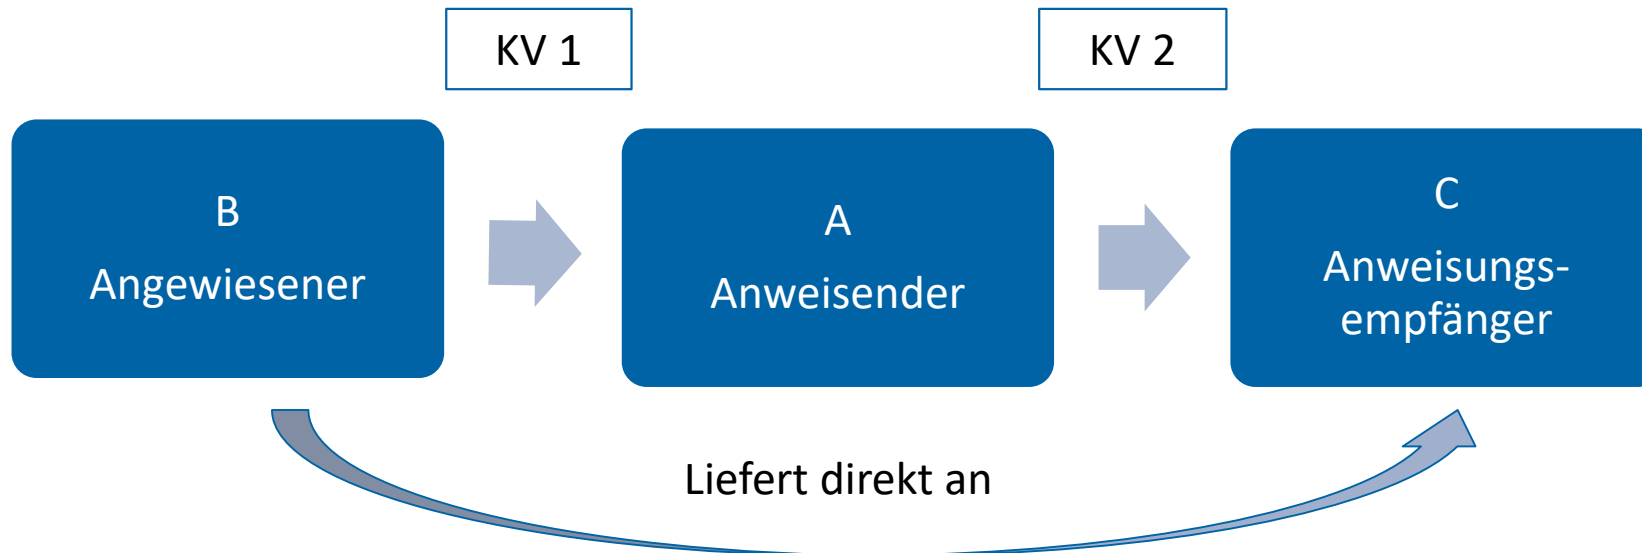 KV 1
KV 2
B
Angewiesener
A
Anweisender
C
Anweisungs-
empfänger
Liefert direkt an